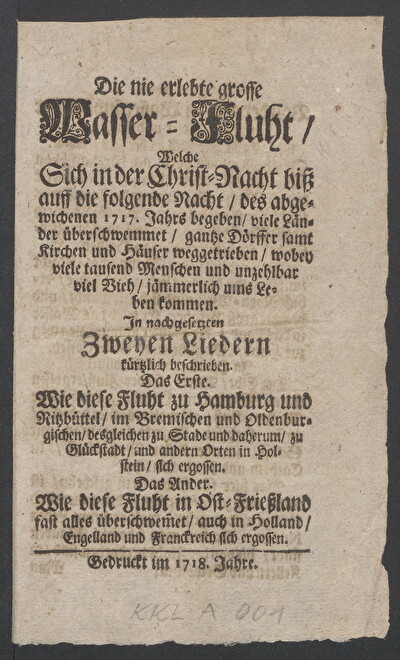 Die nie erlebte grosse
Wasser-Fluht/
Welche
Sich in der Christ-Nacht biß
auff die folgende Nacht/ des abge-
wichenen 1717. Jahrs begeben/ viele Län-
der überschwemmet/ gantze Dörffer samt
Kirchen und Häuser weggetrieben/ wobey
viele tausend Menschen und unzehlbar
viel Vieh/ jämmerlich ums Le-
ben kommen.
In nachgesetzten
Zweyen Liedern
kürtzlich beschrieben.
Das Erste.
Wie diese Fluht zu Hamburg und
Ritzbüttel/ im Bremischen und Oldenbur-
gischen/ desgleichen zu Stade und daherum/ zu
Glückstadt/ und andern Orten in Hol-
stein/ sich ergossen.
Das Ander.
Wie diese Fluht in Ost-Frießland
fast alles überschwem̃et/ auch in Holland/
Engelland und Franckreich sich ergossen.
Gedruckt im 1718. Jahre.
KKL A 001